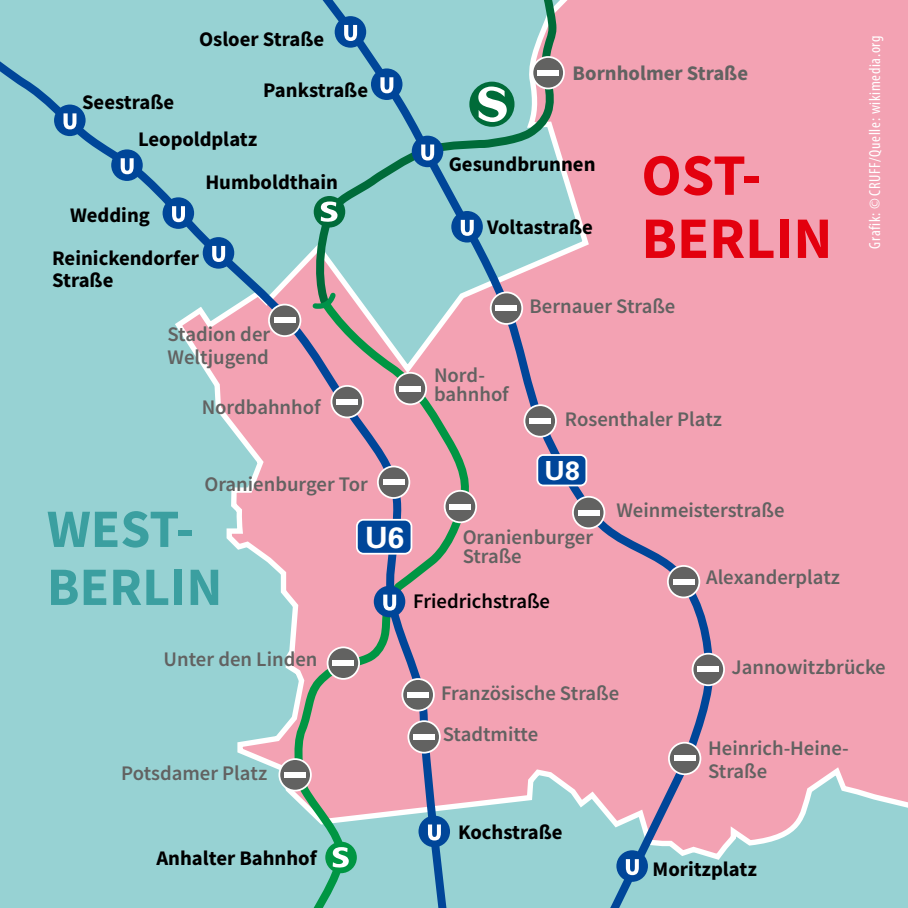 Osloer Straße
U
Pankstraße
U
S
Bornholmer Straße
Seestraße
U
Leopoldplatz
U
U
Gesundbrunnen
Humboldthain
S
OST-
BERLIN
Grafik: © CRUFF/Quelle: wikimedia.org
Wedding
U
U
Voltastraße
Reinickendorfer
Straße
U
Stadion der
Weltjugend
Bernauer Straße
Nord-
bahnhof
Nordbahnhof
Rosenthaler Platz
U8
Oranienburger Tor
Weinmeisterstraße
WEST-
BERLIN
U6
Oranienburger
Straße
Alexanderplatz
U
Friedrichstraße
Unter den Linden
Jannowitzbrücke
Französische Straße
Stadtmitte
Heinrich-Heine-
Straße
Potsdamer Platz
U
Kochstraße
Anhalter Bahnhof
S
U
Moritzplatz